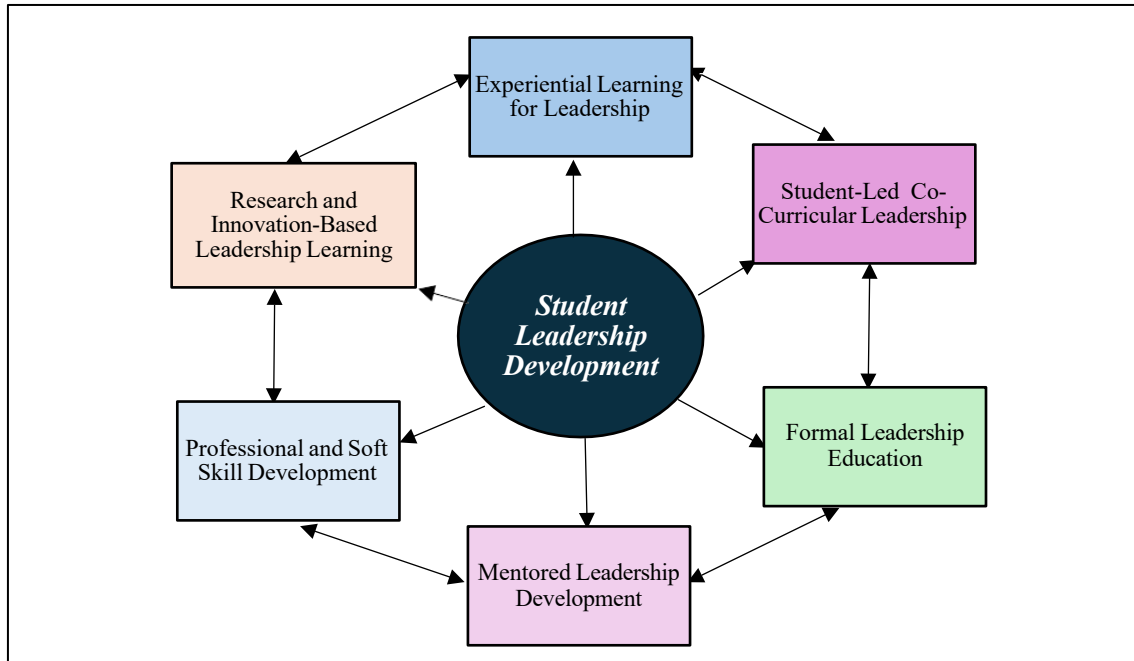 Experiential Learning
for Leadership
Research and
Innovation-Based
Leadership Learning
Student-Led Co-
Curricular Leadership
Student
Leadership
Development
Professional and Soft
Skill Development
Formal Leadership
Education
Mentored Leadership
Development